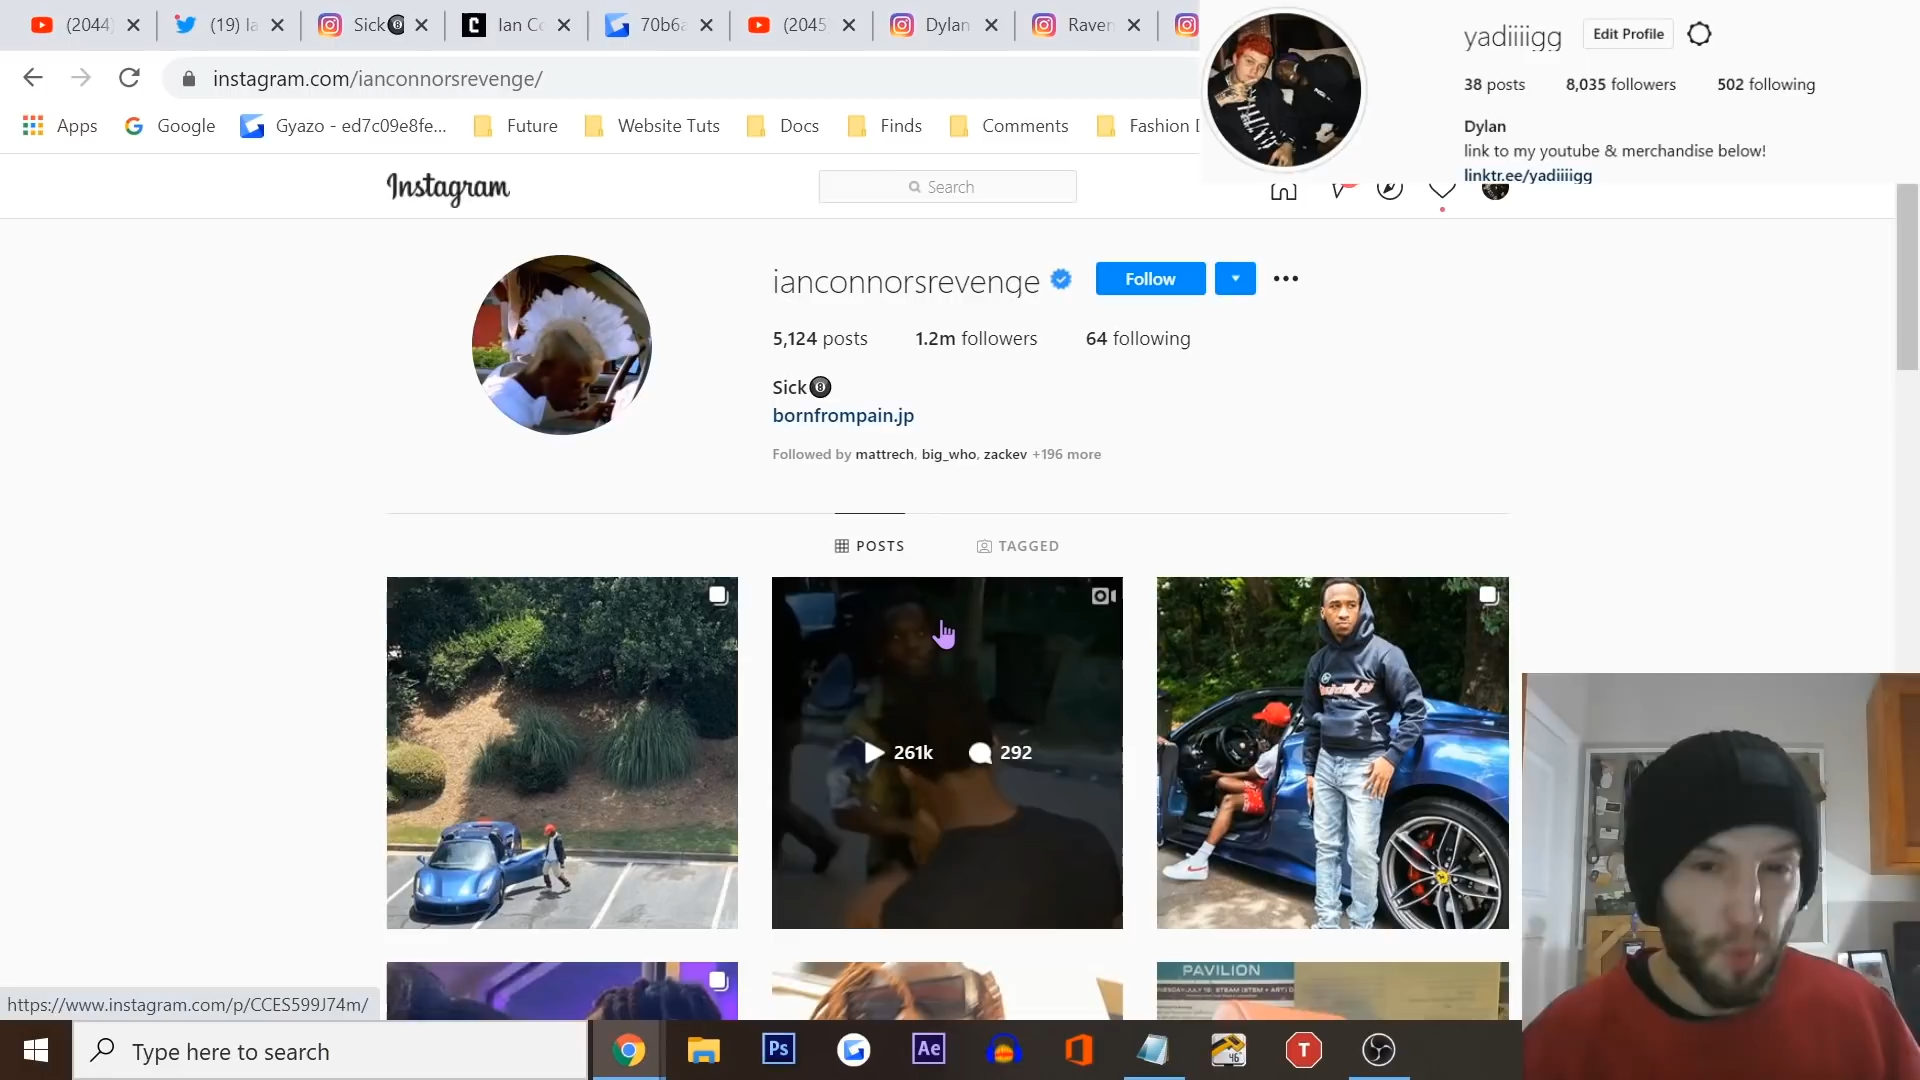 (2044)
(19) Ia
Sick🎱
Ian Co
70b6a
(2045)
Dylan
Raven
instagram.com/ianconnorsrevenge/
Apps
Google
Gyazo - ed7c09e8fe...
Future
Website Tuts
Docs
Finds
Comments
Fashion
yadiiiigg
Edit Profile
38 posts
8,035 followers
502 following
Dylan
link to my youtube & merchandise below!
linktr.ee/yadiiiigg
Instagram
Search
ianconnorsrevenge
Follow
5,124 posts
1.2m followers
64 following
Sick🎱
bornfrompain.jp
Followed by mattrech, big_who, zackev +196 more
POSTS
TAGGED
261k
292
PAVILION
https://www.instagram.com/p/CCES599J74m/
Type here to search
Ps
Ae
46°
T